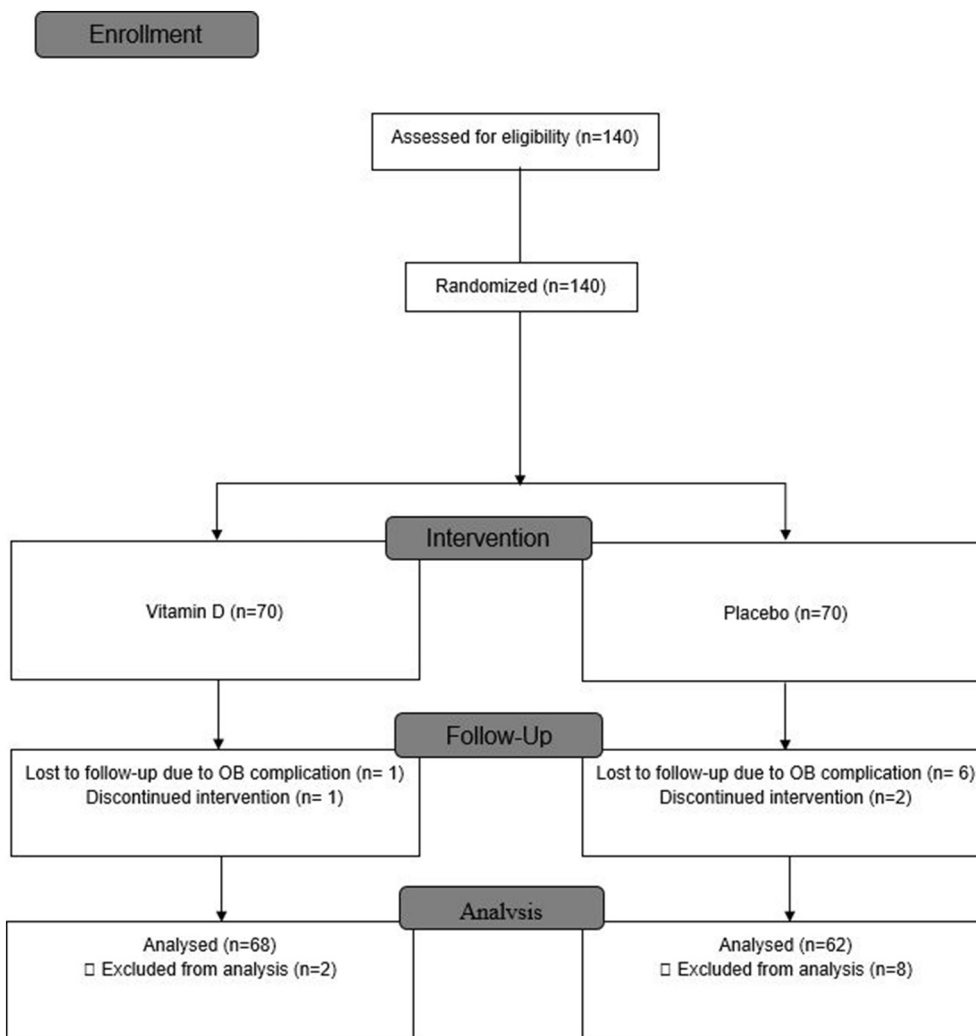 Enrollment
Assessed for eligibility (n=140)
Randomized (n=140)
Intervention
Vitamin D (n=70)
Placebo (n=70)
Follow-Up
Lost to follow-up due to OB complication (n= 1)
Discontinued intervention (n= 1)
Lost to follow-up due to OB complication (n= 6)
Discontinued intervention (n=2)
Analysis
Analysed (n=68)
□ Excluded from analysis (n=2)
Analysed (n=62)
□ Excluded from analysis (n=8)